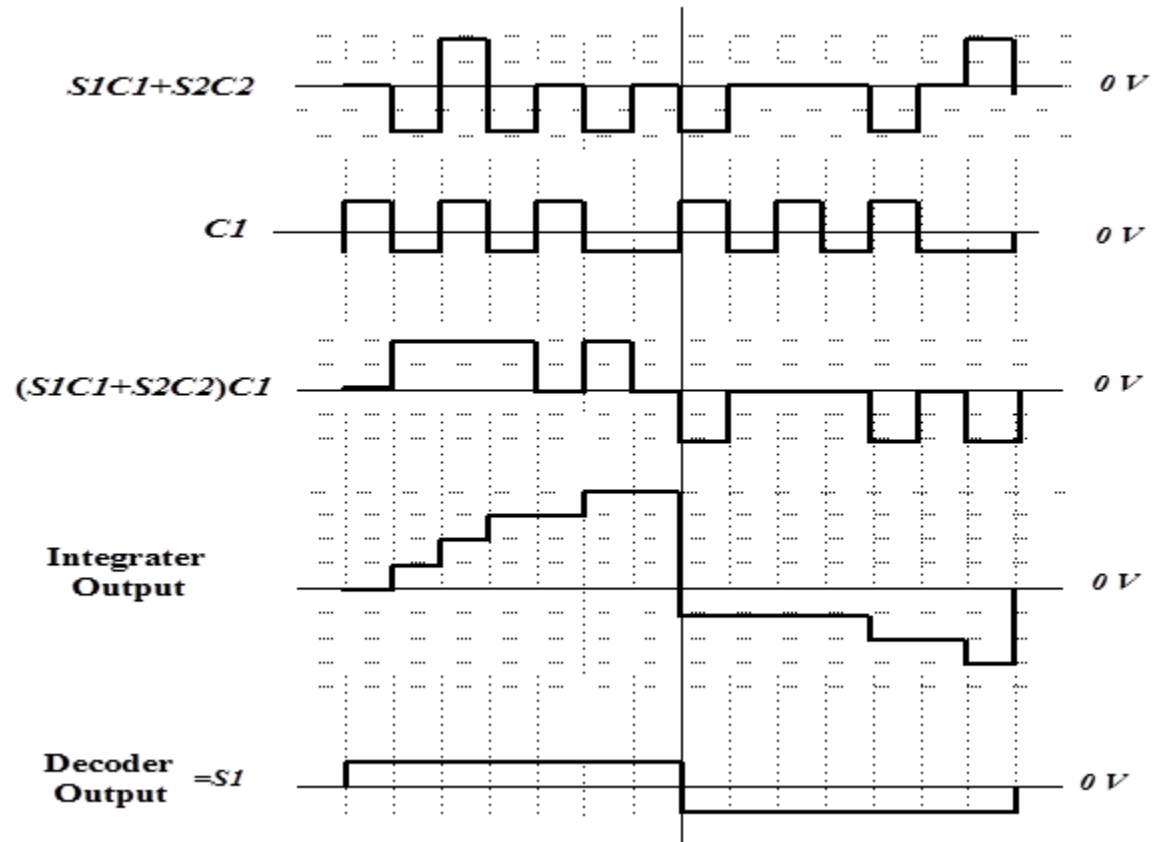 S1C1+S2C2
0 V
C1
0 V
(S1C1+S2C2)C1
0 V
Integrater
Output
0 V
Decoder
Output
=S1
0 V